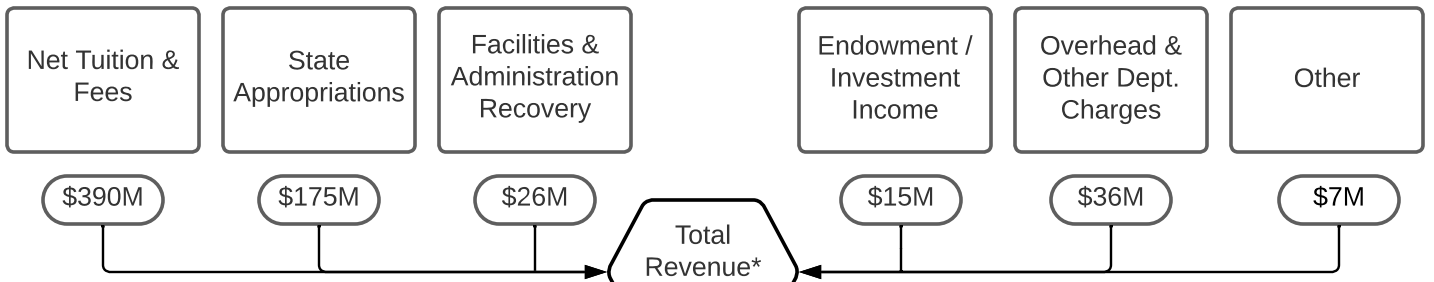 Net Tuition &
Fees
State
Appropriations
Facilities &
Administration
Recovery
Endowment /
Investment
Income
Overhead &
Other Dept.
Charges
Other
$390M
$175M
$26M
$15M
$36M
$7M
Total
Revenue*